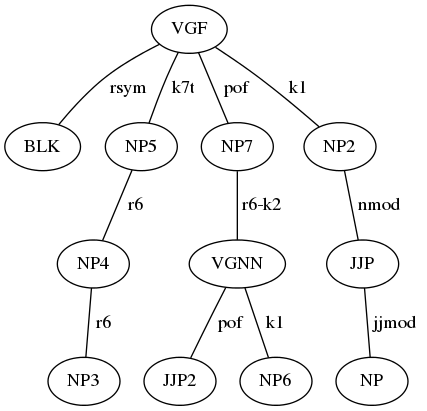 VGF
rsym k7t pof k1
BLK NP5 NP7 NP2
r6 r6-k2 nmod
NP4 VGNN JJP
r6 pof k1 jjmod
NP3 JJP2 NP6 NP